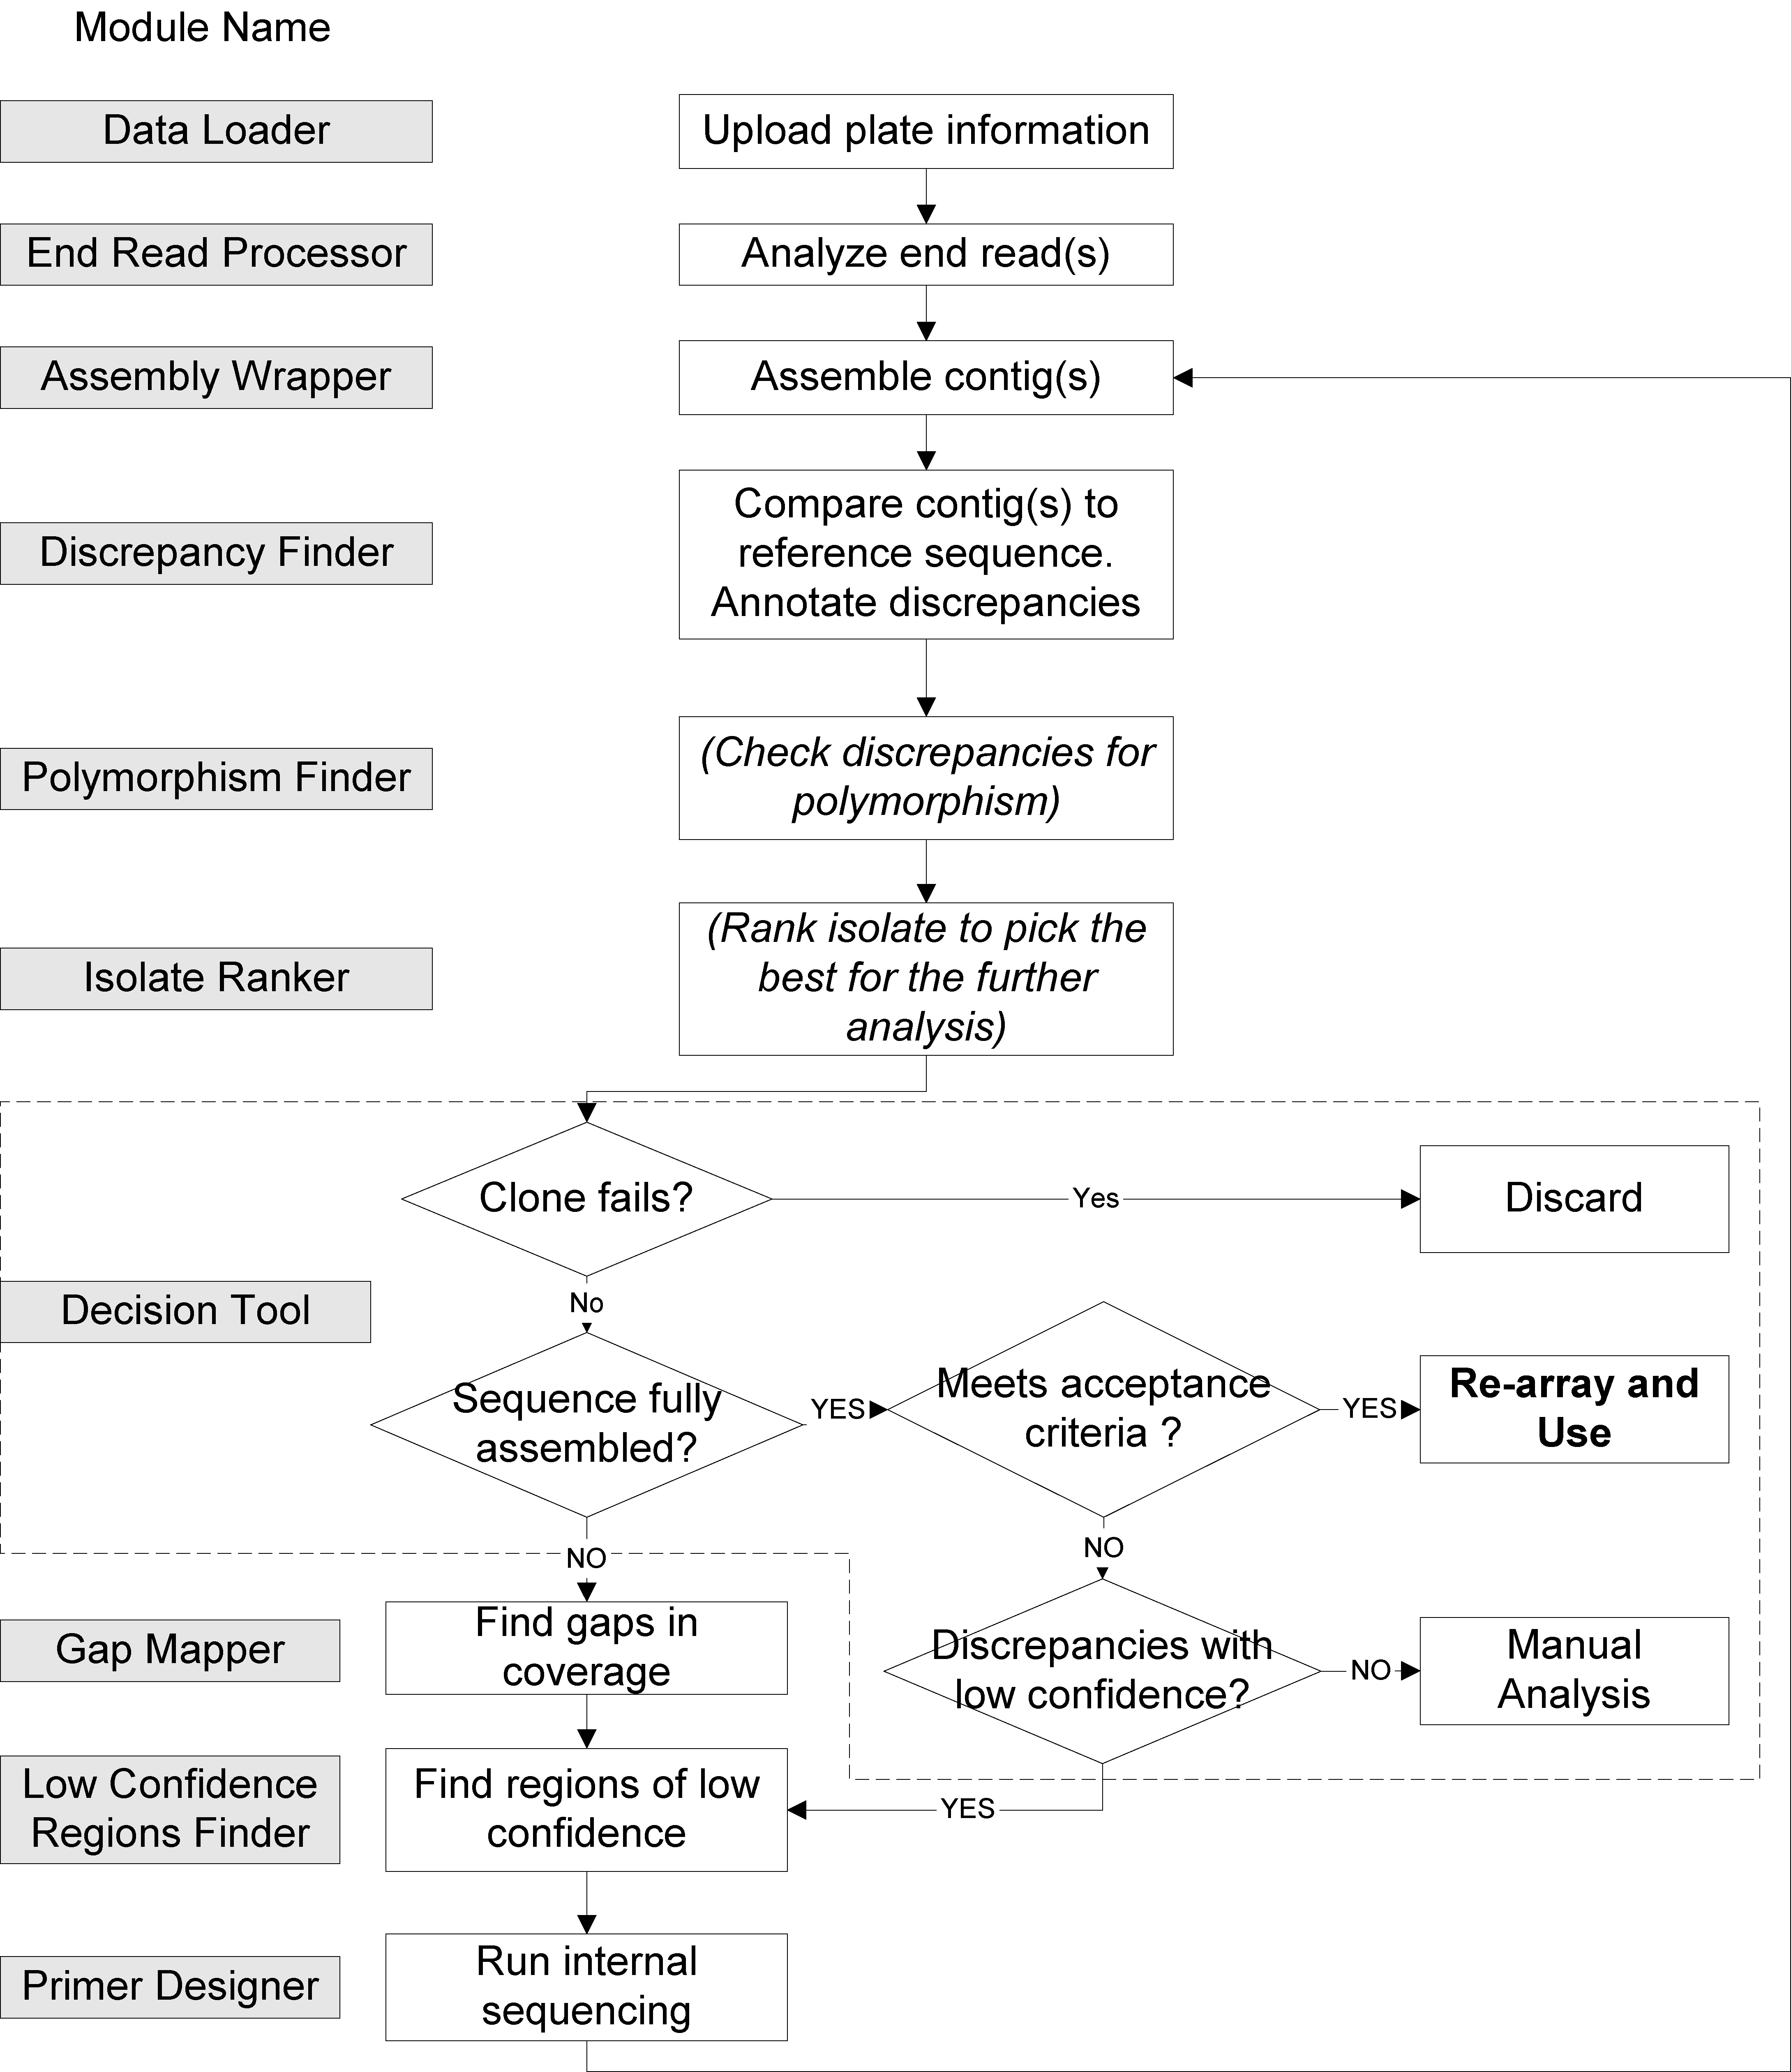 Module Name
Data Loader
Upload plate information
End Read Processor
Analyze end read(s)
Assembly Wrapper
Assemble contig(s)
Discrepancy Finder
Compare contig(s) to
reference sequence.
Annotate discrepancies
Polymorphism Finder
(Check discrepancies for
polymorphism)
Isolate Ranker
(Rank isolate to pick the
best for the further
analysis)
Clone fails?
Yes
Discard
No
Decision Tool
Sequence fully
assembled?
YES
Meets acceptance
criteria ?
YES
Re-array and
Use
NO
NO
Gap Mapper
Find gaps in
coverage
Discrepancies with
low confidence?
NO
Manual
Analysis
Low Confidence
Regions Finder
Find regions of low
confidence
YES
Primer Designer
Run internal
sequencing